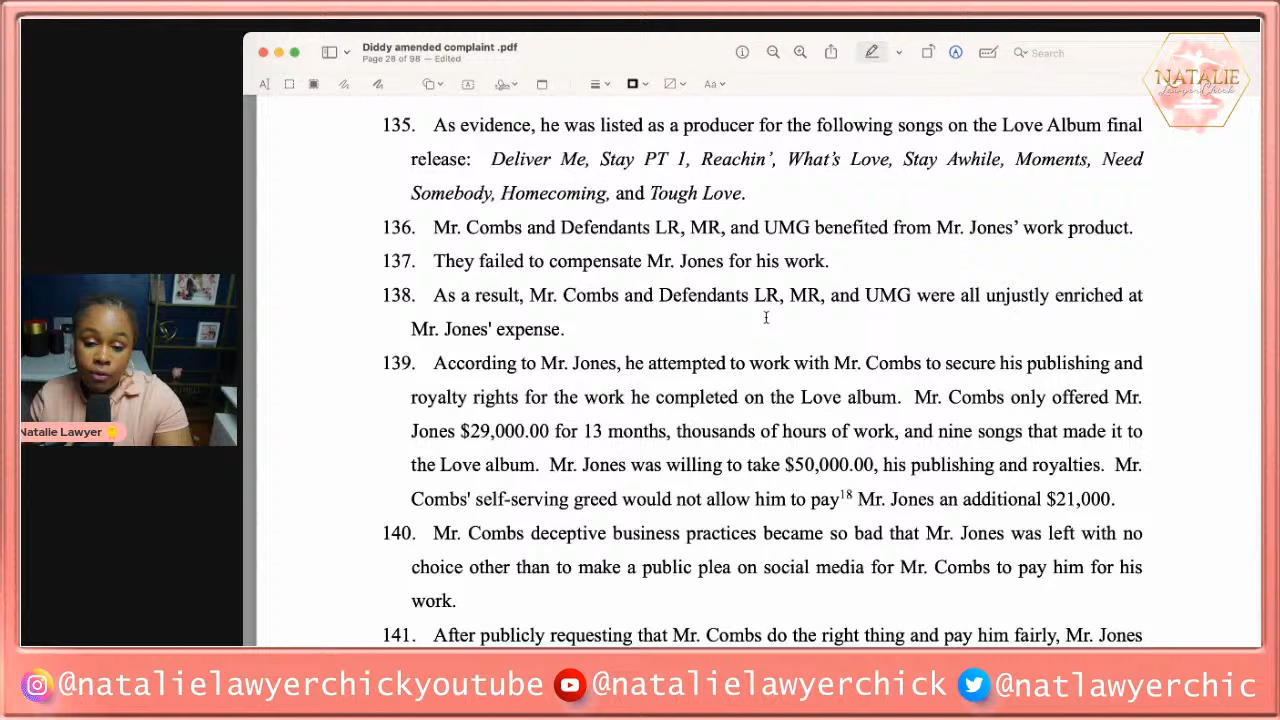 Diddy amended complaint .pdf
Page 28 of 98 – Edited
Search
NATALIE
LawyerChick
135. As evidence, he was listed as a producer for the following songs on the Love Album final
release: Deliver Me, Stay PT 1, Reachin’, What’s Love, Stay Awhile, Moments, Need
Somebody, Homecoming, and Tough Love.
136. Mr. Combs and Defendants LR, MR, and UMG benefited from Mr. Jones’ work product.
137. They failed to compensate Mr. Jones for his work.
138. As a result, Mr. Combs and Defendants LR, MR, and UMG were all unjustly enriched at
Mr. Jones' expense.
139. According to Mr. Jones, he attempted to work with Mr. Combs to secure his publishing and
royalty rights for the work he completed on the Love album. Mr. Combs only offered Mr.
Jones $29,000.00 for 13 months, thousands of hours of work, and nine songs that made it to
the Love album. Mr. Jones was willing to take $50,000.00, his publishing and royalties. Mr.
Combs' self-serving greed would not allow him to pay18 Mr. Jones an additional $21,000.
140. Mr. Combs deceptive business practices became so bad that Mr. Jones was left with no
choice other than to make a public plea on social media for Mr. Combs to pay him for his
work.
141. After publicly requesting that Mr. Combs do the right thing and pay him fairly, Mr. Jones
Natalie Lawyer
@natalielawyerchickyoutube @natalielawyerchick @natlawyerchic